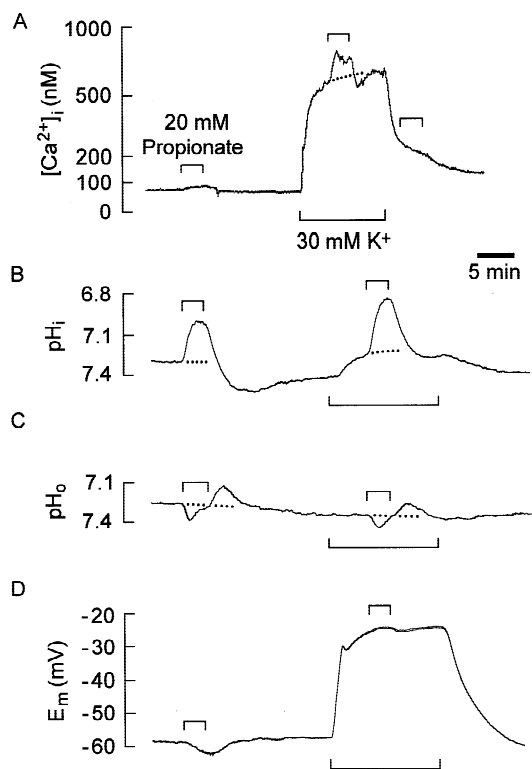 A
1000
500
200
100
0
[Ca²⁺]ᵢ (nM)
20 mM
Propionate
30 mM K⁺
5 min
B
6.8
7.1
7.4
pHᵢ
C
7.1
7.4
pHₒ
D
-20
-30
-40
-50
-60
Eₘ (mV)